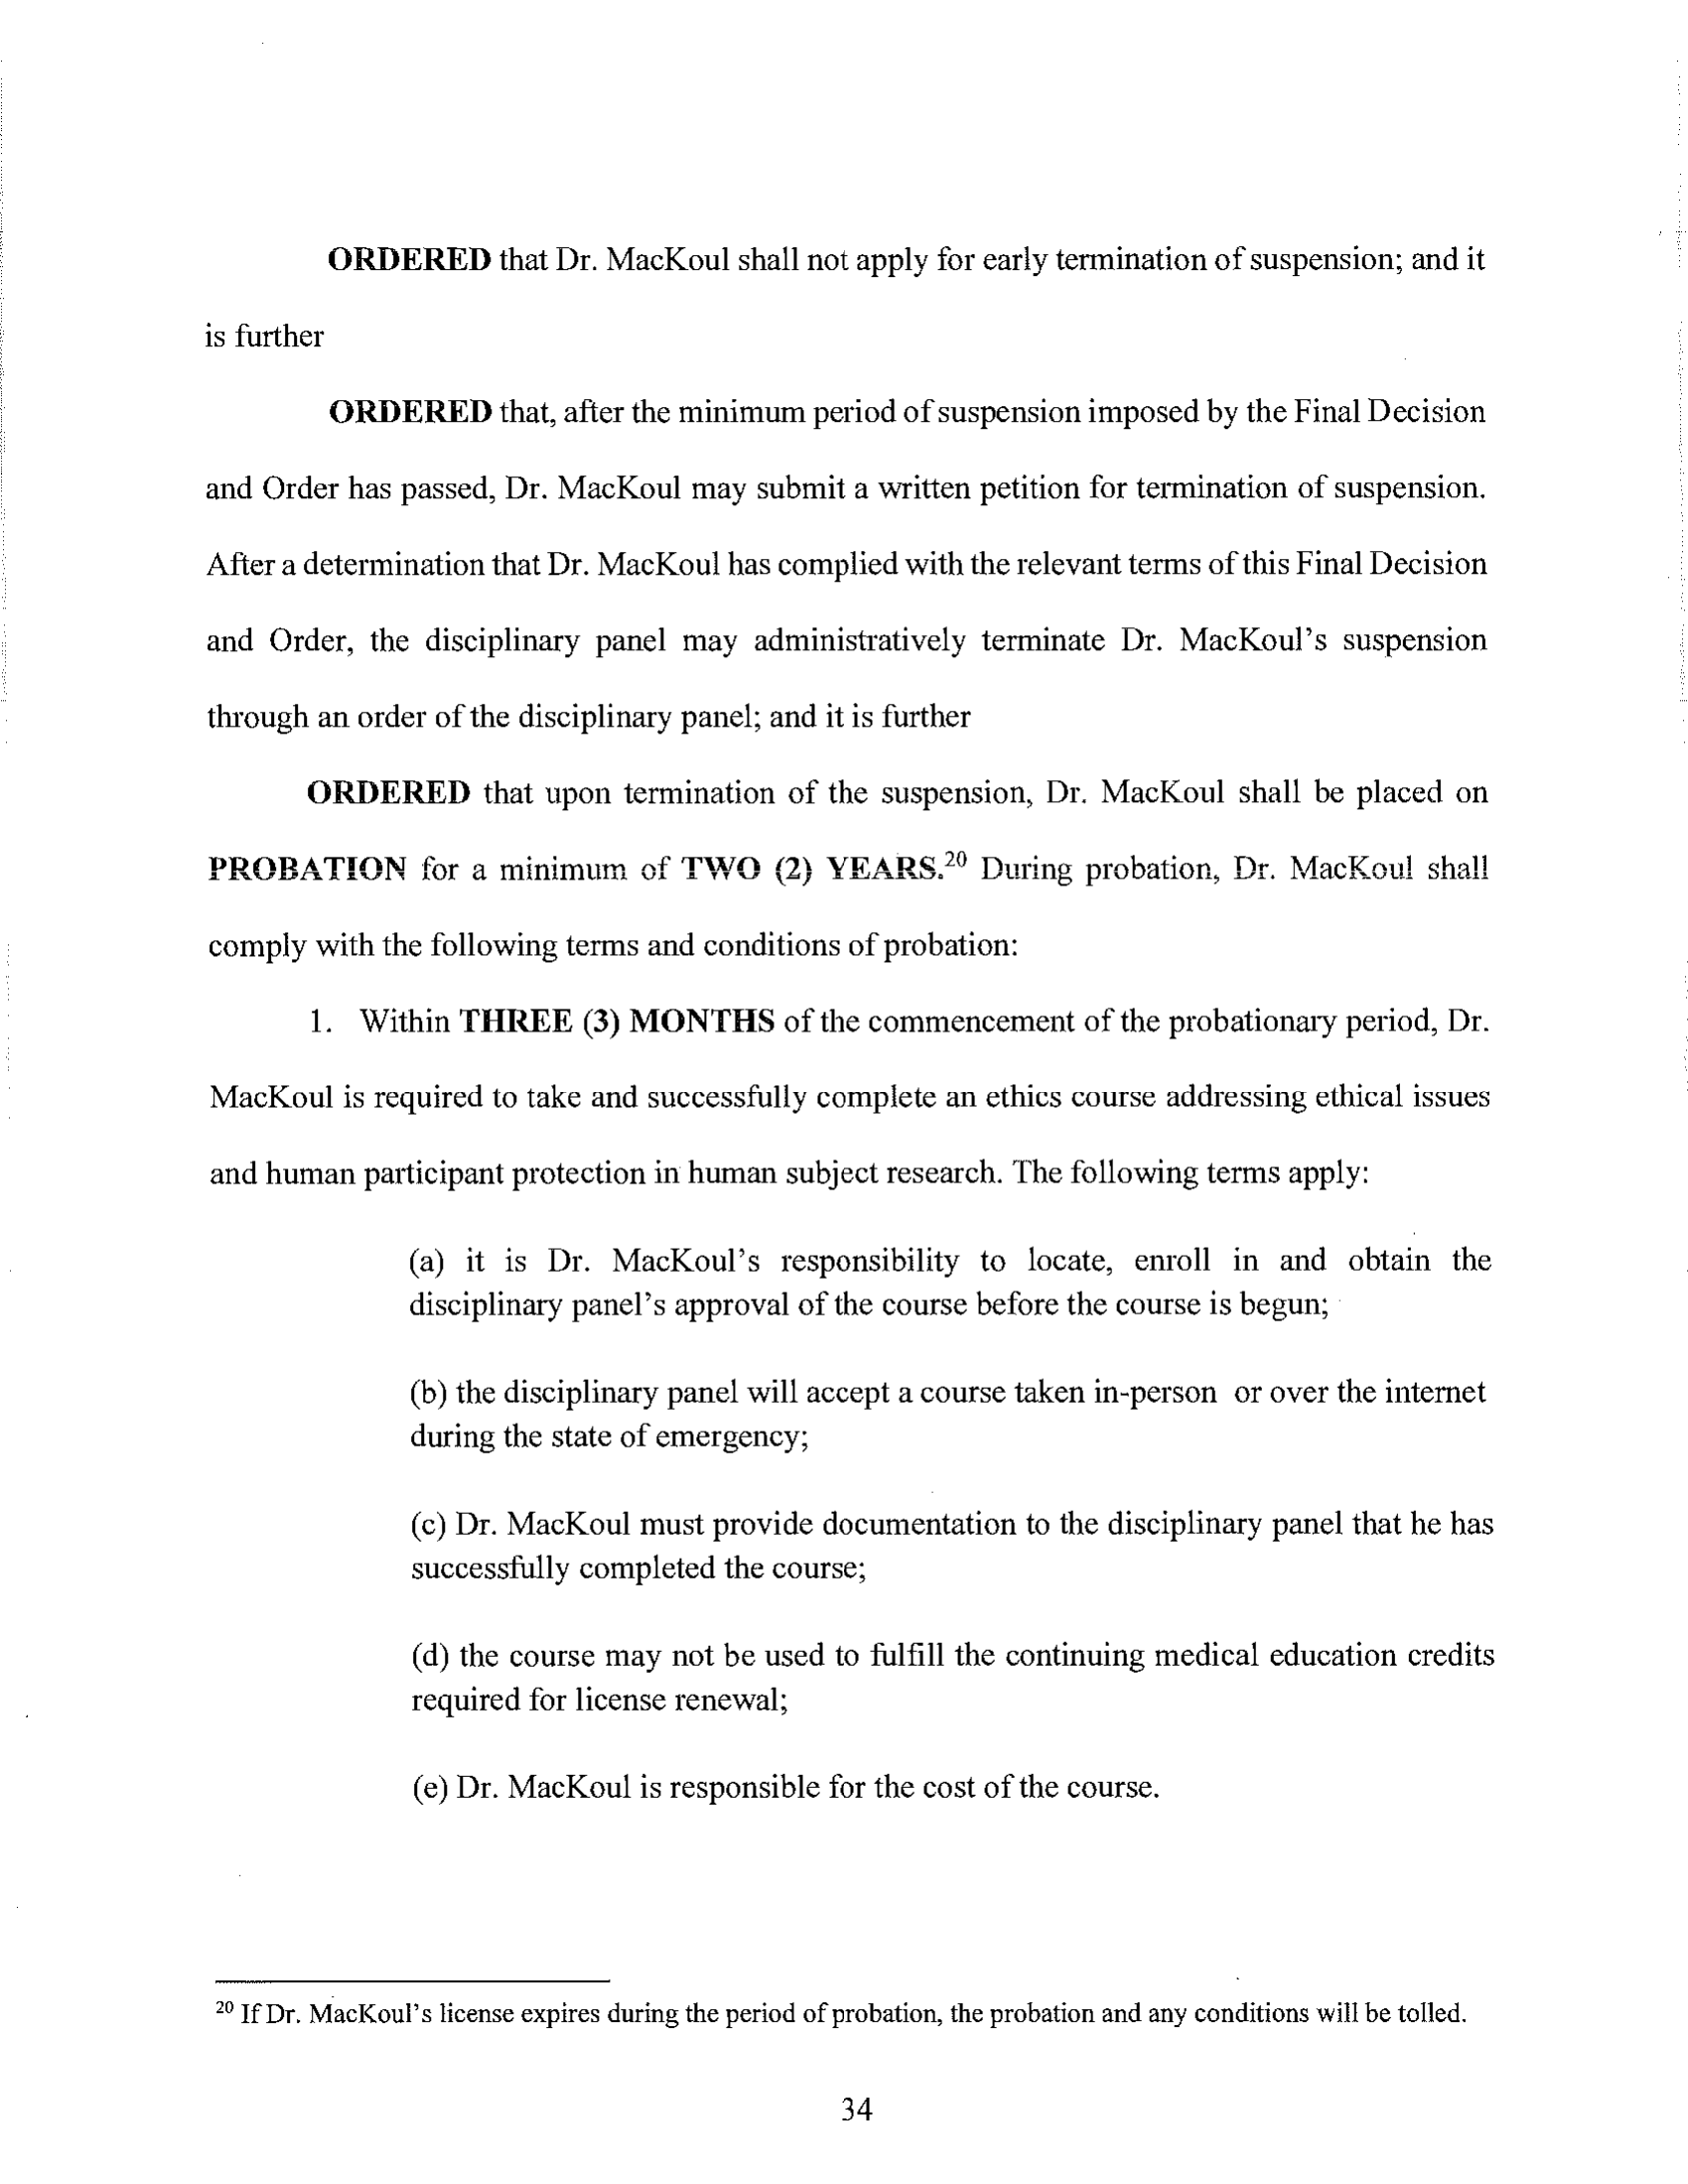 ORDERED that Dr. MacKoul shall not apply for early termination of suspension; and it
is further
ORDERED that, after the minimum period of suspension imposed by the Final Decision
and Order has passed, Dr. MacKoul may submit a written petition for termination of suspension.
After a determination that Dr. MacKoul has complied with the relevant terms of this Final Decision
and Order, the disciplinary panel may administratively terminate Dr. MacKoul's suspension
through an order of the disciplinary panel; and it is further
ORDERED that upon termination of the suspension, Dr. MacKoul shall be placed on
PROBATION for a minimum of TWO (2) YEARS.20 During probation, Dr. MacKoul shall
comply with the following terms and conditions of probation:
1. Within THREE (3) MONTHS of the commencement of the probationary period, Dr.
MacKoul is required to take and successfully complete an ethics course addressing ethical issues
and human participant protection in human subject research. The following terms apply:
(a) it is Dr. MacKoul's responsibility to locate, enroll in and obtain the
disciplinary panel's approval of the course before the course is begun;
(b) the disciplinary panel will accept a course taken in-person or over the internet
during the state of emergency;
(c) Dr. MacKoul must provide documentation to the disciplinary panel that he has
successfully completed the course;
(d) the course may not be used to fulfill the continuing medical education credits
required for license renewal;
(e) Dr. MacKoul is responsible for the cost of the course.
20 If Dr. MacKoul's license expires during the period of probation, the probation and any conditions will be tolled.
34